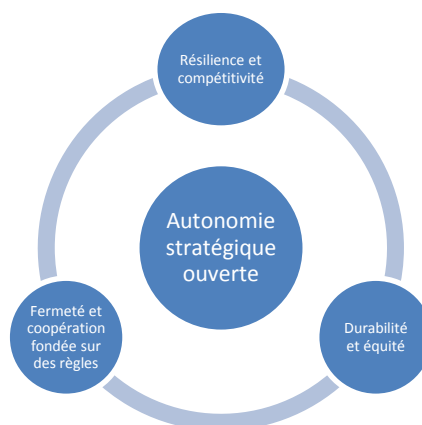 Résilience et
compétitivité
Autonomie
stratégique
ouverte
Fermeté et
coopération
fondée sur
des règles
Durabilité
et équité